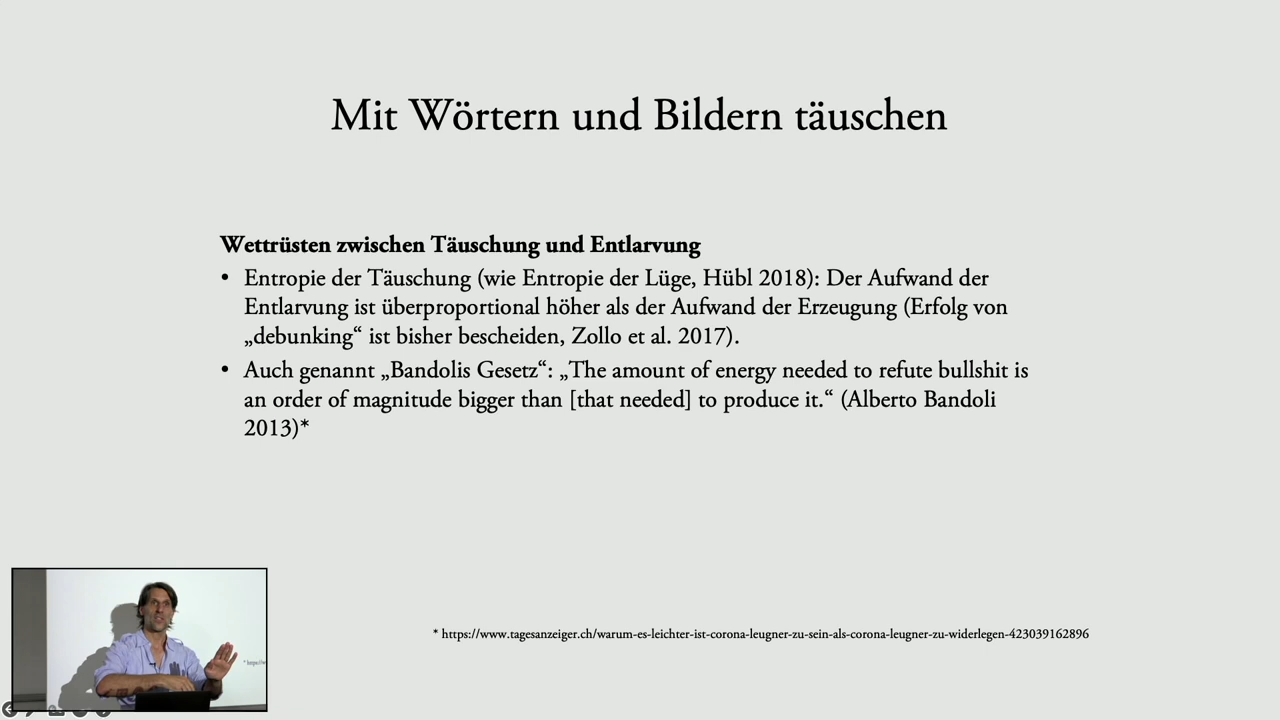 Mit Wörtern und Bildern täuschen
Wettrüsten zwischen Täuschung und Entlarvung
• Entropie der Täuschung (wie Entropie der Lüge, Hübl 2018): Der Aufwand der
Entlarvung ist überproportional höher als der Aufwand der Erzeugung (Erfolg von
„debunking“ ist bisher bescheiden, Zollo et al. 2017).
• Auch genannt „Bandolis Gesetz“: „The amount of energy needed to refute bullshit is
an order of magnitude bigger than [that needed] to produce it.“ (Alberto Bandoli
2013)*
* https://www.tagesanzeiger.ch/warum-es-leichter-ist-corona-leugner-zu-sein-als-corona-leugner-zu-widerlegen-423039162896